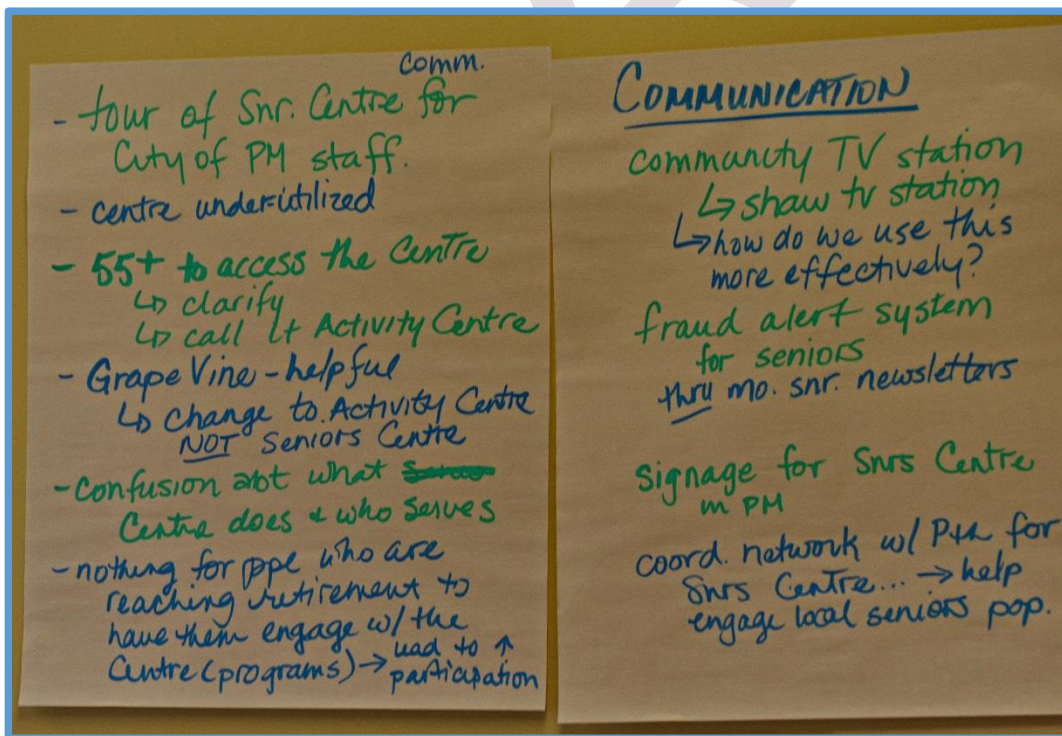 comm.
- tour of Snr. Centre for
City of PM staff.
- centre underutilized
- 55+ to access the Centre
↳ clarify
↳ call it Activity Centre
- Grape Vine - helpful
↳ change to Activity Centre
NOT Seniors Centre
- confusion abt what
Centre does & who serves
- nothing for ppl who are
reaching retirement to
have them engage w/ the
Centre (programs) → lead to ↑
participation
COMMUNICATION
community TV station
↳ shaw tv station
↳ how do we use this
more effectively?
fraud alert system
for seniors
thru mo. snr. newsletters
signage for Snrs Centre
in PM
coord. network w/ for
Snrs Centre... → help
engage local seniors pop.